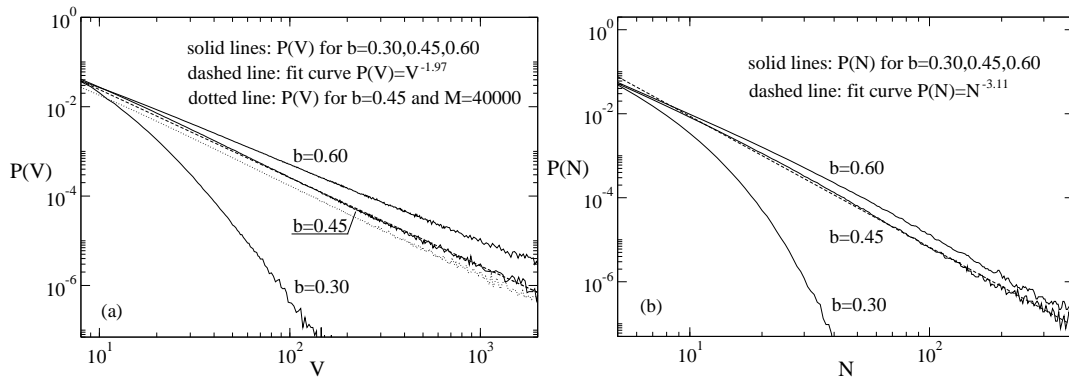 10^0
10^-2
10^-4
10^-6
P(V)
solid lines: P(V) for b=0.30,0.45,0.60
dashed line: fit curve P(V)=V^-1.97
dotted line: P(V) for b=0.45 and M=40000
b=0.60
b=0.45
b=0.30
(a)
10^1
10^2
10^3
V
10^0
10^-2
10^-4
10^-6
P(N)
solid lines: P(N) for b=0.30,0.45,0.60
dashed line: fit curve P(N)=N^-3.11
b=0.60
b=0.45
b=0.30
(b)
10^1
10^2
N